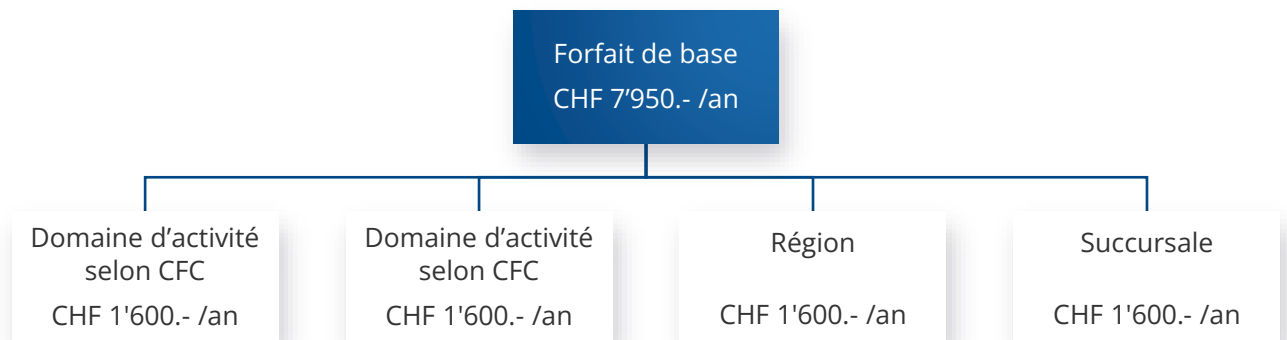 Forfait de base
CHF 7’950.- /an
Domaine d’activité
selon CFC
CHF 1'600.- /an
Domaine d’activité
selon CFC
CHF 1'600.- /an
Région
CHF 1'600.- /an
Succursale
CHF 1'600.- /an